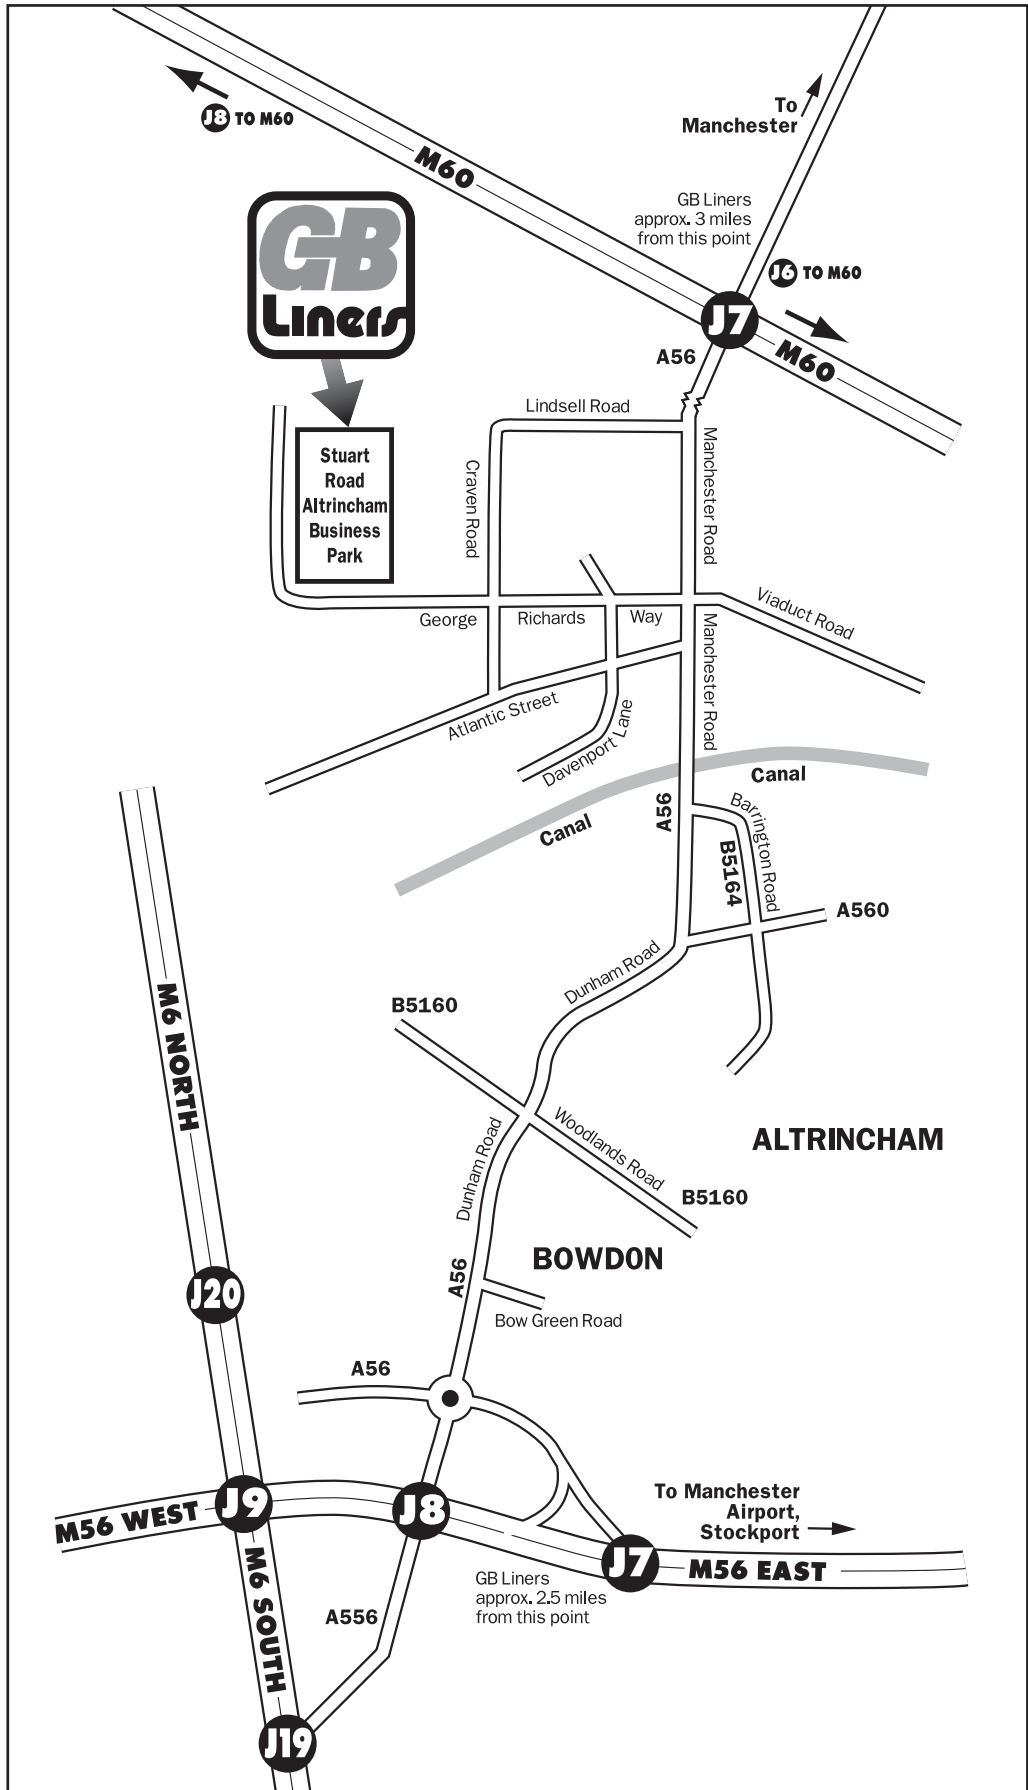 J8 TO M60
M60
To
Manchester
GB Liners
approx. 3 miles
from this point
J6 TO M60
GB
Liners
J7
M60
A56
Lindsell Road
Stuart
Road
Altrincham
Business
Park
Craven Road
Manchester Road
George Richards Way
Viaduct Road
Manchester Road
Atlantic Street
Davenport Lane
Canal
Canal
A56
Barrington Road
B5164
A560
Dunham Road
B5160
M6 NORTH
Woodlands Road
ALTRINCHAM
Dunham Road
B5160
BOWDON
A56
J20
Bow Green Road
A56
M56 WEST
J9
J8
To Manchester
Airport,
Stockport
J7
M56 EAST
GB Liners
approx. 2.5 miles
from this point
M6 SOUTH
A556
J19